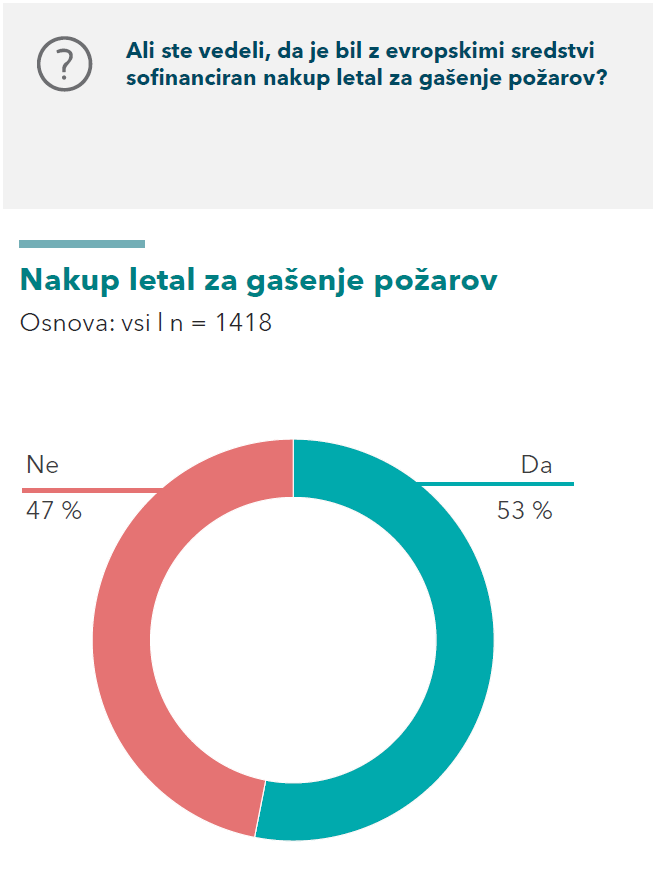 ?
Ali ste vedeli, da je bil z evropskimi sredstvi
sofinanciran nakup letal za gašenje požarov?
Nakup letal za gašenje požarov
Osnova: vsi | n = 1418
Ne
47 %
Da
53 %